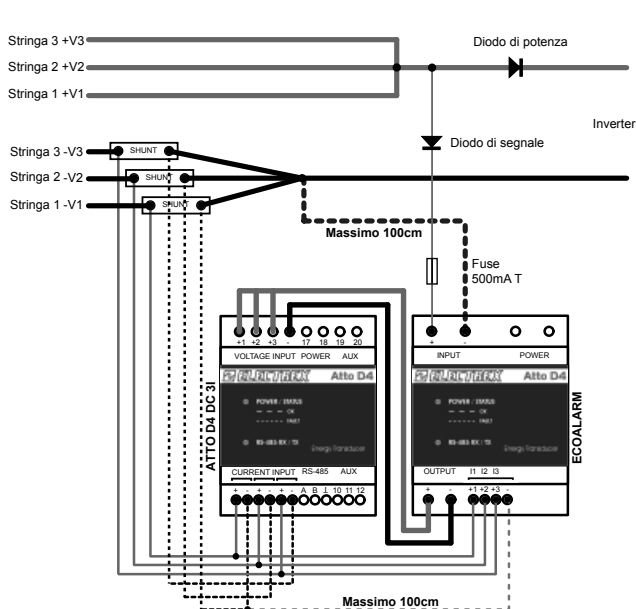 Stringa 3 +V3
Diodo di potenza
Stringa 2 +V2
Stringa 1 +V1
Inverter
Diodo di segnale
Stringa 3 -V3
SHUNT
Stringa 2 -V2
SHUNT
Stringa 1 -V1
SHUNT
Massimo 100cm
Fuse
500mA T
+1 +2 +3 - 17 18 19 20
VOLTAGE INPUT POWER AUX
ELECTREX Atto D4
POWER / STATUS
OK
FAULT
RS-485 RX / TX
Energy Transducer
ATTO D4 DC 3I
CURRENT INPUT RS-485 AUX
+ - + - + - A B ⊥ 10 11 12
+ -
INPUT POWER
ELECTREX Atto D4
POWER / STATUS
OK
FAULT
RS-485 RX / TX
Energy Transducer
ECOALARM
OUTPUT I1 I2 I3
+ - +1 +2 +3 -
Massimo 100cm